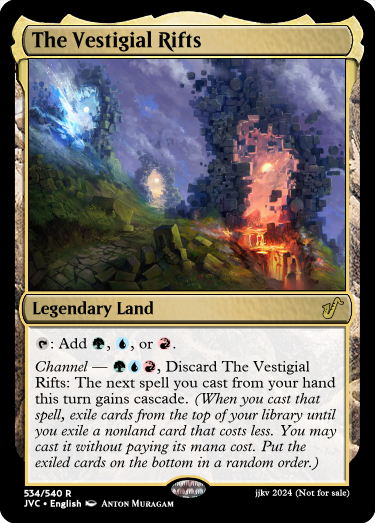 The Vestigial Rifts
Legendary Land
: Add , , or .
Channel — , Discard The Vestigial
Rifts: The next spell you cast from your hand
this turn gains cascade. (When you cast that
spell, exile cards from the top of your library until
you exile a nonland card that costs less. You may
cast it without paying its mana cost. Put the
exiled cards on the bottom in a random order.)
534/540 R
JVC • English Anton Muragam
jjkv 2024 (Not for sale)